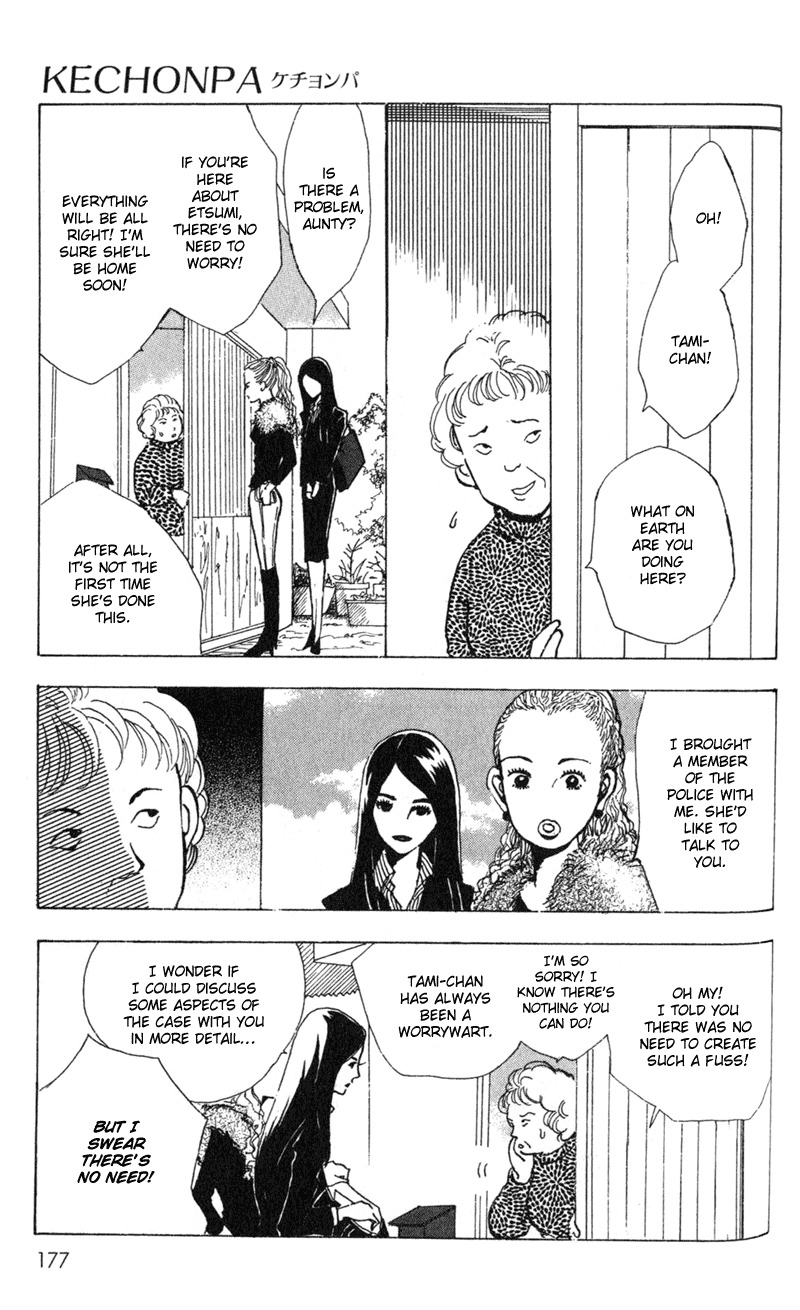 KECHONPA ケチョンパ
OH!
TAMI-
CHAN!
WHAT ON
EARTH
ARE YOU
DOING
HERE?
IS
THERE A
PROBLEM,
AUNTY?
IF YOU'RE
HERE
ABOUT
ETSUMI,
THERE'S NO
NEED TO
WORRY!
EVERYTHING
WILL BE ALL
RIGHT! I'M
SURE SHE'LL
BE HOME
SOON!
AFTER ALL,
IT'S NOT THE
FIRST TIME
SHE'S DONE
THIS.
I BROUGHT
A MEMBER
OF THE
POLICE WITH
ME. SHE'D
LIKE TO
TALK TO
YOU.
OH MY!
I TOLD YOU
THERE WAS NO
NEED TO CREATE
SUCH A FUSS!
I'M SO
SORRY! I
KNOW THERE'S
NOTHING YOU
CAN DO!
TAMI-CHAN
HAS ALWAYS
BEEN A
WORRYWART.
I WONDER IF
I COULD DISCUSS
SOME ASPECTS OF
THE CASE WITH YOU
IN MORE DETAIL...
BUT I
SWEAR
THERE'S
NO NEED!
177